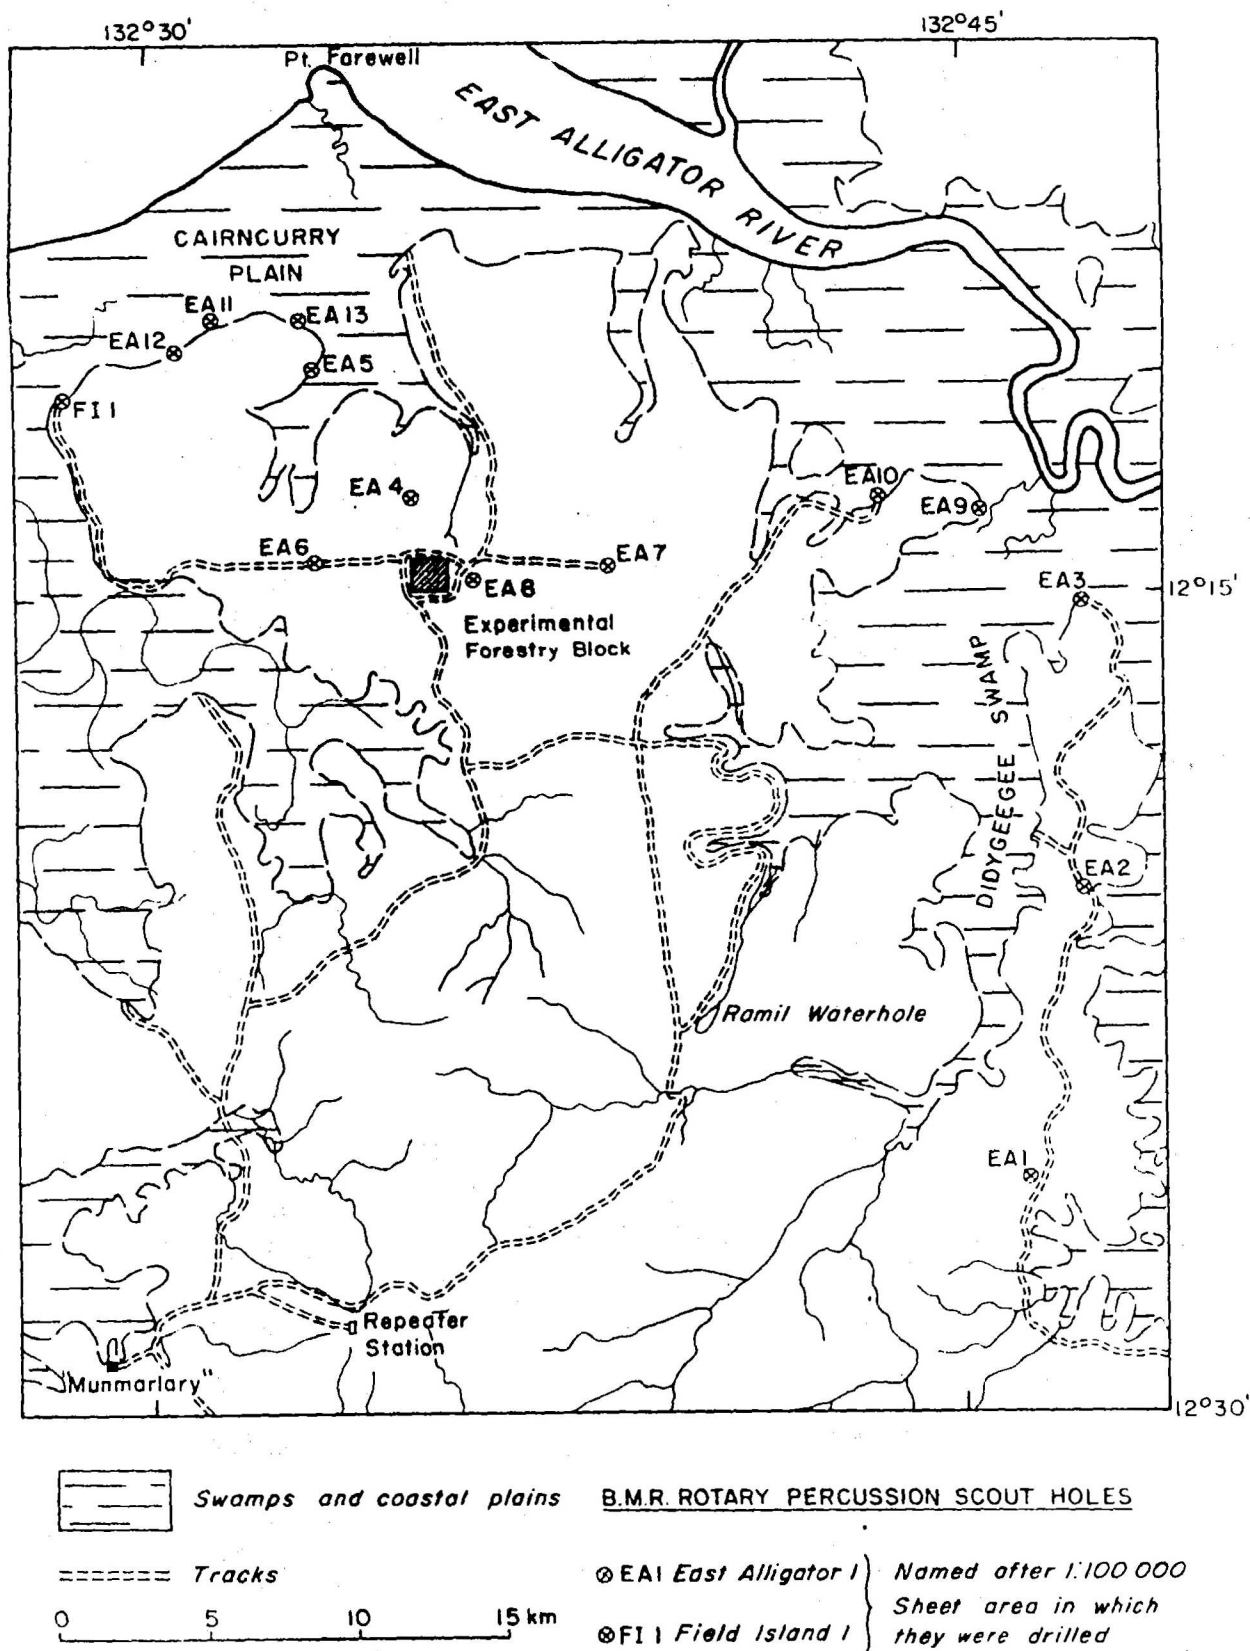 132°30'
132°45'
Pt. Farewell
EAST ALLIGATOR RIVER
CAIRNCURRY
PLAIN
EA11
EA13
EA12
EA5
FI 1
EA 4
EA10
EA9
EA6
EA7
EA8
EA3
12°15'
Experimental
Forestry Block
DIDYGEEGEE SWAMP
EA2
Ramil Waterhole
EA1
Repeater
Station
"Munmarlary"
12°30'
Swamps and coastal plains
B.M.R. ROTARY PERCUSSION SCOUT HOLES
Tracks
EA1 East Alligator 1
Named after 1:100 000
Sheet area in which
they were drilled
0 5 10 15 km
FI 1 Field Island 1